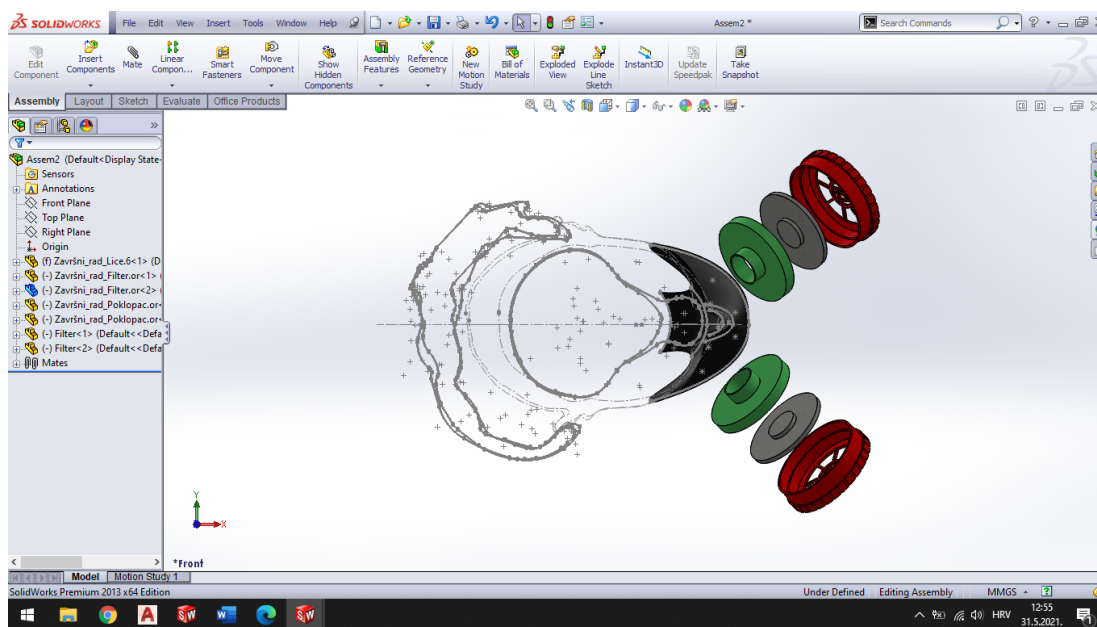 SOLIDWORKS File Edit View Insert Tools Window Help Assem2 * Search Commands
Edit Component
Insert Components
Mate
Linear Compon...
Smart Fasteners
Move Component
Show Hidden Components
Assembly Features
Reference Geometry
New Motion Study
Bill of Materials
Exploded View
Explode Line Sketch
Instant3D
Update Speedpak
Take Snapshot
Assembly Layout Sketch Evaluate Office Products
Assem2 (Default<Display State-
Sensors
Annotations
Front Plane
Top Plane
Right Plane
Origin
(f) Završni_rad_Lice.6<1> (D
(-) Završni_rad_Filter.or<1> (
(-) Završni_rad_Filter.or<2> (
(-) Završni_rad_Poklopac.or<
(-) Završni_rad_Poklopac.or<
(-) Filter<1> (Default<<Defa
(-) Filter<2> (Default<<Defa
Mates
Y
X
*Front
Model Motion Study 1
SolidWorks Premium 2013 x64 Edition Under Defined Editing Assembly MMGS
HRV 12:55
31.5.2021.